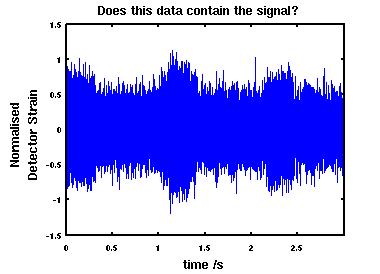 Does this data contain the signal?
1.5
1
0.5
0
-0.5
-1
-1.5
Normalised
Detector Strain
0 0.5 1 1.5 2 2.5
time /s